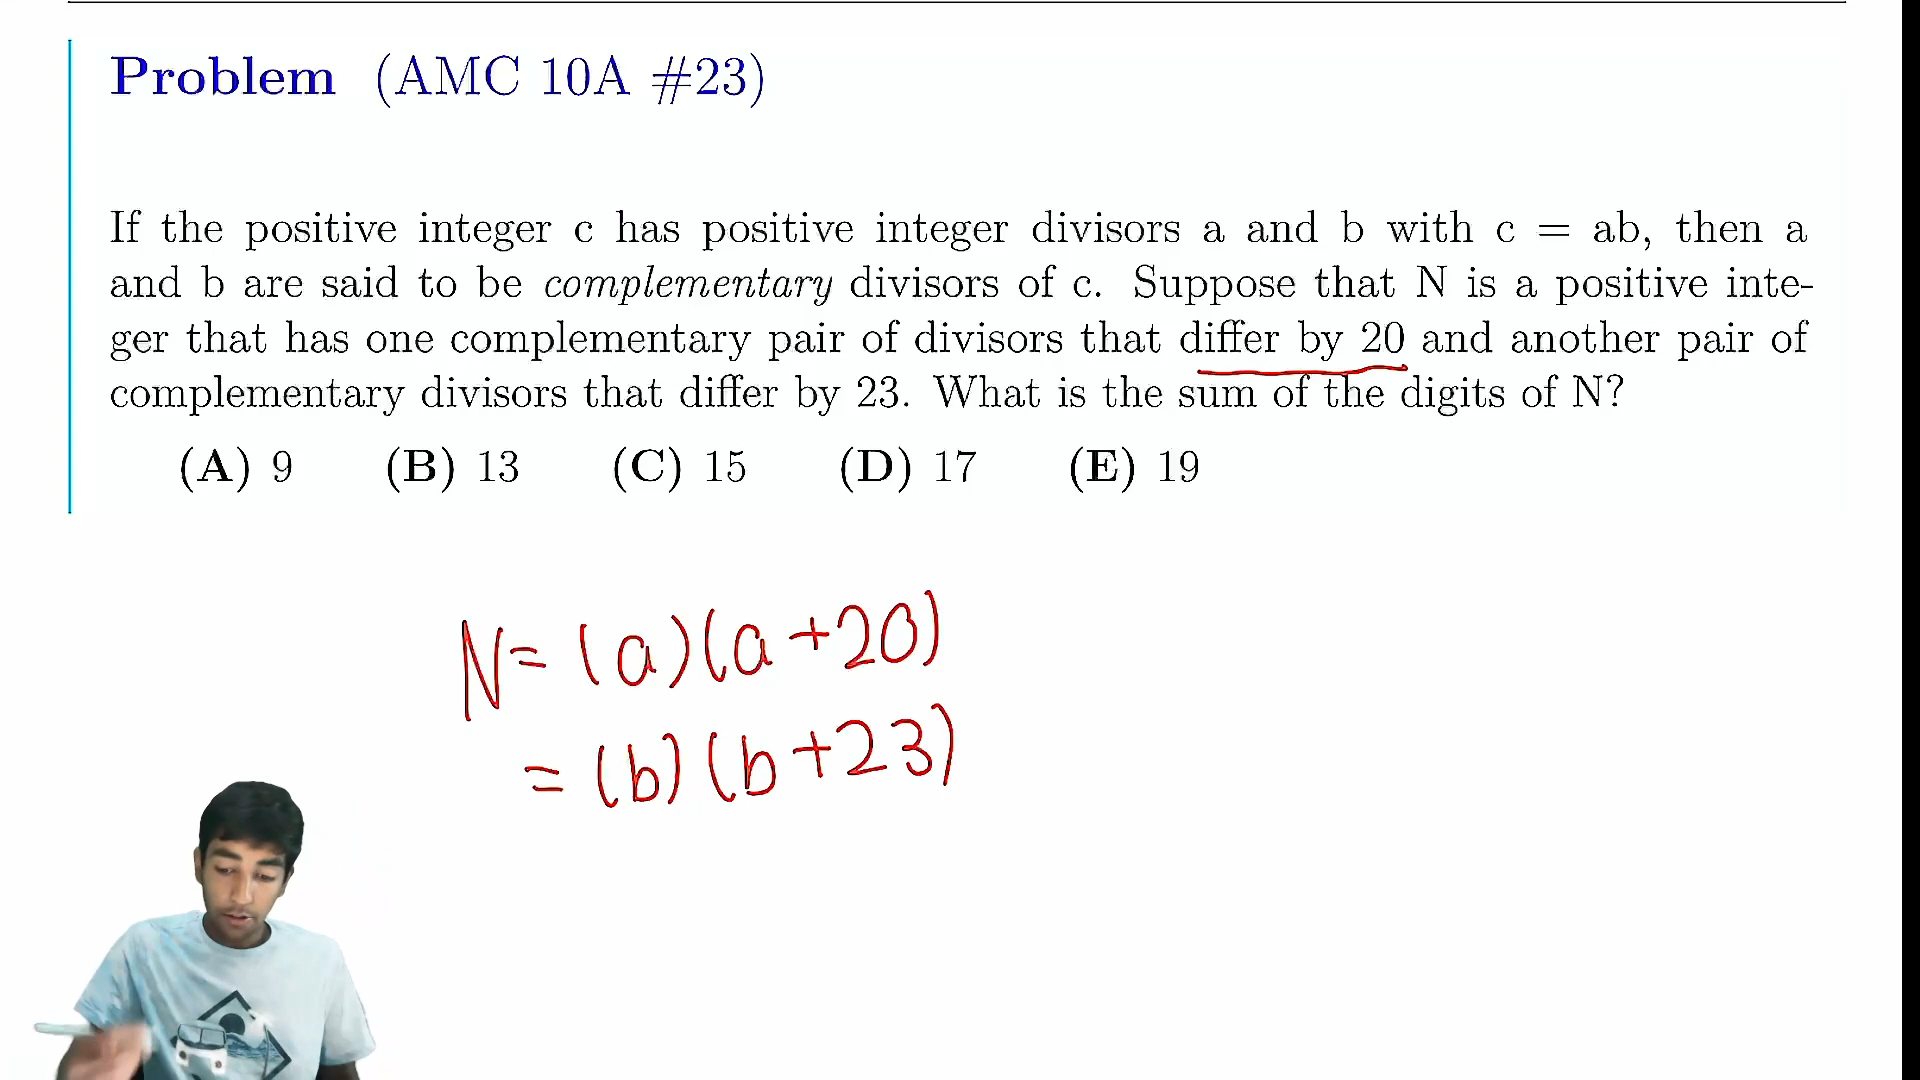 Problem (AMC 10A #23)
If the positive integer c has positive integer divisors a and b with c = ab, then a
and b are said to be complementary divisors of c. Suppose that N is a positive inte-
ger that has one complementary pair of divisors that differ by 20 and another pair of
complementary divisors that differ by 23. What is the sum of the digits of N?
(A) 9 (B) 13 (C) 15 (D) 17 (E) 19
N = (a)(a+20)
= (b)(b+23)